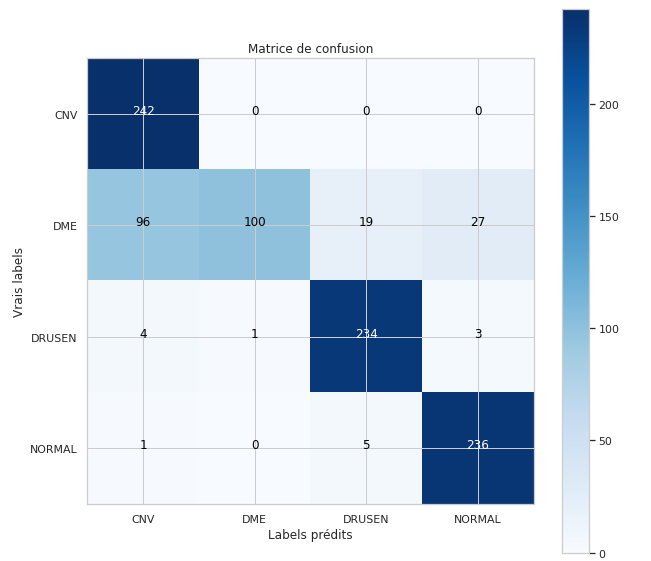 Matrice de confusion
CNV 242 0 0 0
DME 96 100 19 27
DRUSEN 4 1 234 3
NORMAL 1 0 5 236
CNV DME DRUSEN NORMAL
Labels prédits
Vrais labels
200
150
100
50
0